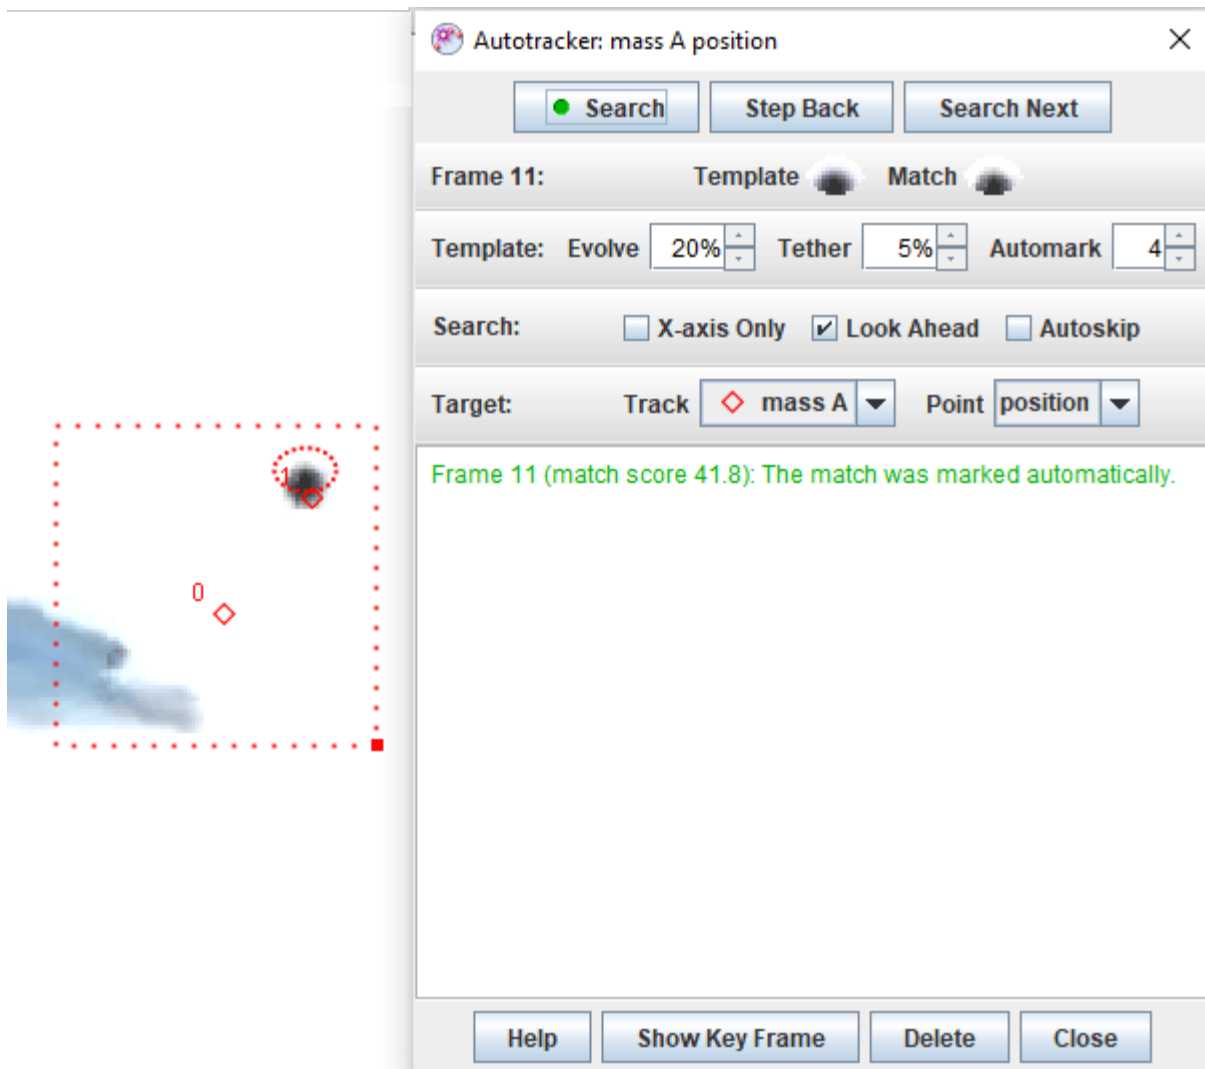 Autotracker: mass A position
Search Step Back Search Next
Frame 11: Template Match
Template: Evolve 20% Tether 5% Automark 4
Search: X-axis Only Look Ahead Autoskip
Target: Track mass A Point position
Frame 11 (match score 41.8): The match was marked automatically.
1
0
Help Show Key Frame Delete Close